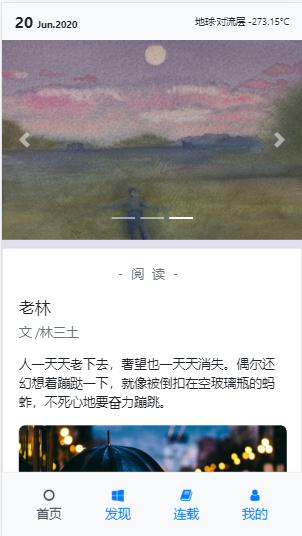 20 Jun.2020 地球·对流层 -273.15°C
- 阅 读 -
老林
文 /林三土
人一天天老下去，奢望也一天天消失。偶尔还
幻想着蹦跶一下，就像被倒扣在空玻璃瓶的蚂
蚱，不死心地要奋力蹦跳。
首页 发现 连载 我的